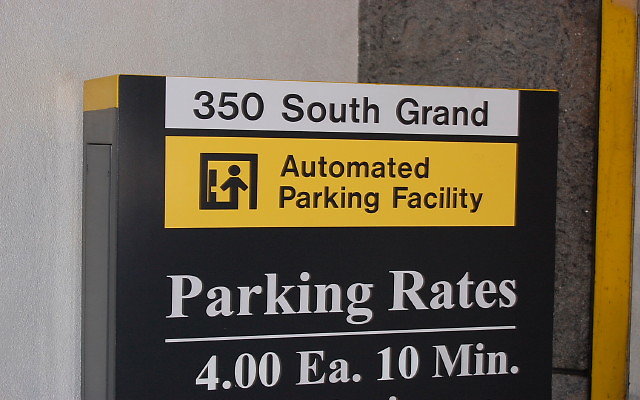 350 South Grand
Automated
Parking Facility
Parking Rates
4.00 Ea. 10 Min.